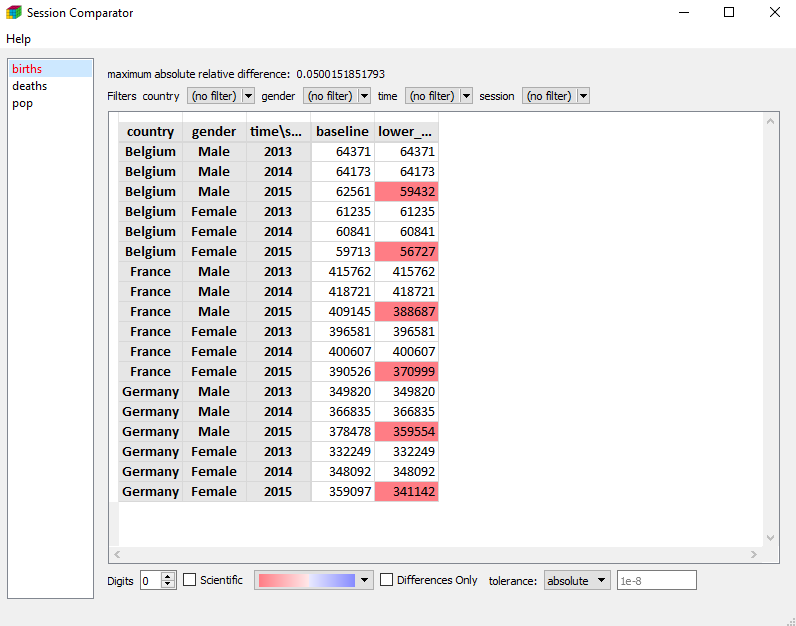 Session Comparator
Help
births
deaths
pop
maximum absolute relative difference: 0.0500151851793
Filters country (no filter) gender (no filter) time (no filter) session (no filter)
country gender time\s... baseline lower_...
Belgium Male 2013 64371 64371
Belgium Male 2014 64173 64173
Belgium Male 2015 62561 59432
Belgium Female 2013 61235 61235
Belgium Female 2014 60841 60841
Belgium Female 2015 59713 56727
France Male 2013 415762 415762
France Male 2014 418721 418721
France Male 2015 409145 388687
France Female 2013 396581 396581
France Female 2014 400607 400607
France Female 2015 390526 370999
Germany Male 2013 349820 349820
Germany Male 2014 366835 366835
Germany Male 2015 378478 359554
Germany Female 2013 332249 332249
Germany Female 2014 348092 348092
Germany Female 2015 359097 341142
Digits 0 Scientific Differences Only tolerance: absolute 1e-8